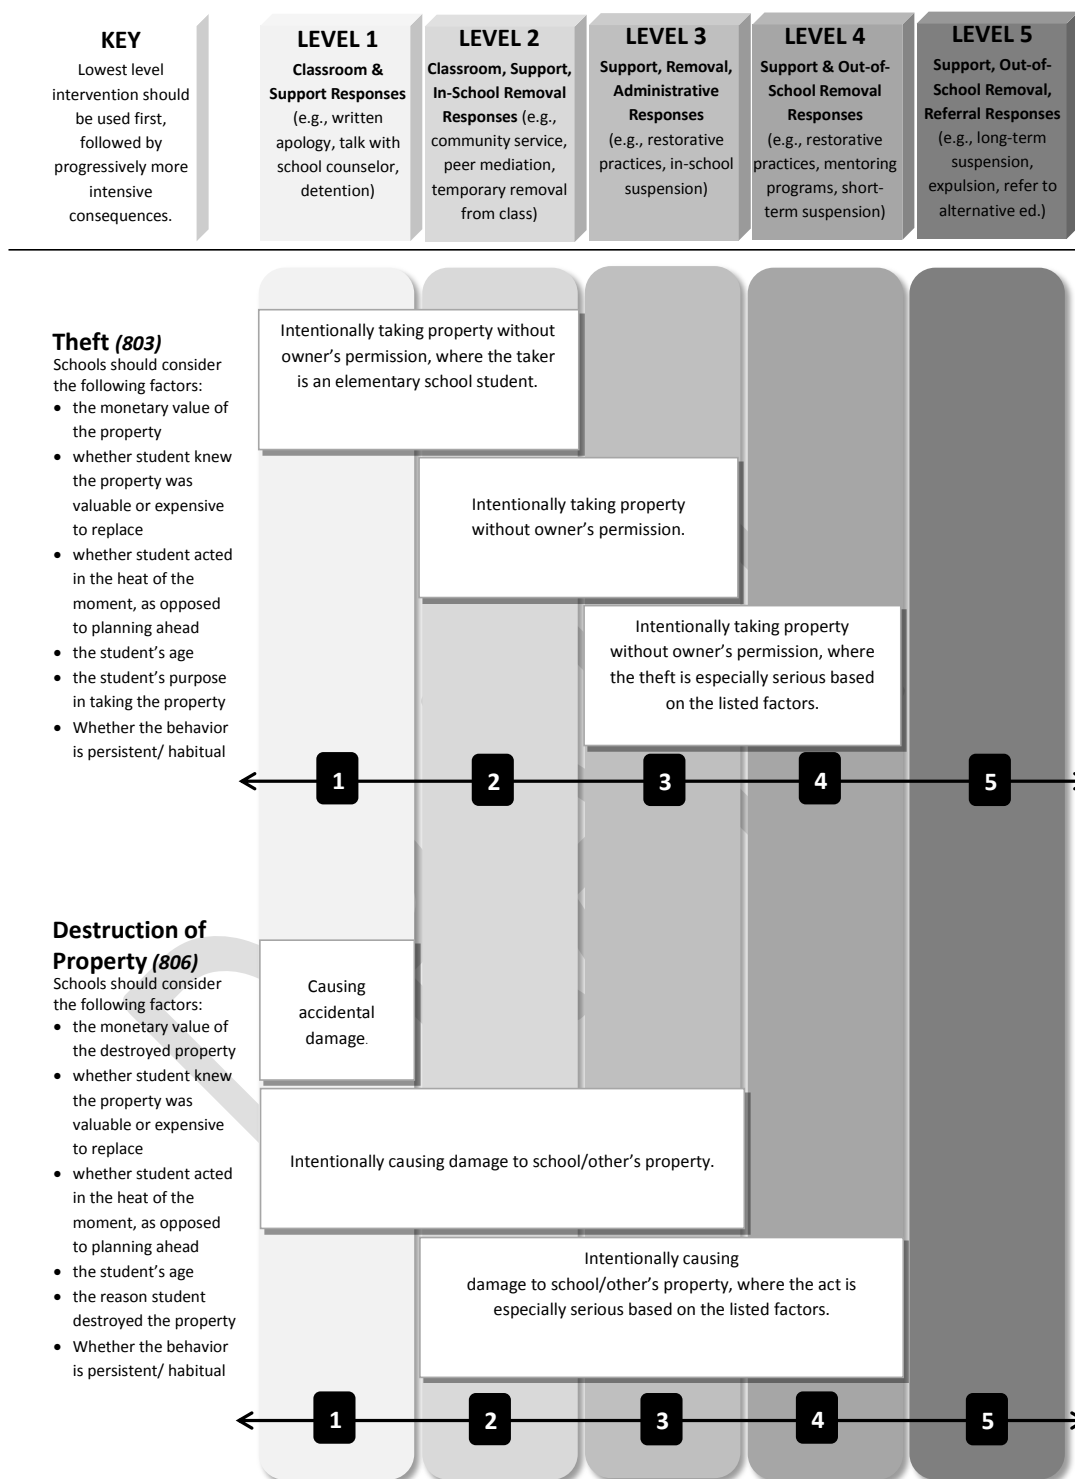 KEY
Lowest level
intervention should
be used first,
followed by
progressively more
intensive
consequences.
LEVEL 1
Classroom &
Support Responses
(e.g., written
apology, talk with
school counselor,
detention)
LEVEL 2
Classroom, Support,
In-School Removal
Responses (e.g.,
community service,
peer mediation,
temporary removal
from class)
LEVEL 3
Support, Removal,
Administrative
Responses
(e.g., restorative
practices, in-school
suspension)
LEVEL 4
Support & Out-of-
School Removal
Responses
(e.g., restorative
practices, mentoring
programs, short-
term suspension)
LEVEL 5
Support, Out-of-
School Removal,
Referral Responses
(e.g., long-term
suspension,
expulsion, refer to
alternative ed.)
Theft (803)
Schools should consider
the following factors:
• the monetary value of
the property
• whether student knew
the property was
valuable or expensive
to replace
• whether student acted
in the heat of the
moment, as opposed
to planning ahead
• the student's age
• the student's purpose
in taking the property
• Whether the behavior
is persistent/ habitual
Intentionally taking property without
owner's permission, where the taker
is an elementary school student.
Intentionally taking property
without owner's permission.
Intentionally taking property
without owner's permission, where
the theft is especially serious based
on the listed factors.
1 2 3 4 5
Destruction of
Property (806)
Schools should consider
the following factors:
• the monetary value of
the destroyed property
• whether student knew
the property was
valuable or expensive
to replace
• whether student acted
in the heat of the
moment, as opposed
to planning ahead
• the student's age
• the reason student
destroyed the property
• Whether the behavior
is persistent/ habitual
Causing
accidental
damage.
Intentionally causing damage to school/other's property.
Intentionally causing
damage to school/other's property, where the act is
especially serious based on the listed factors.
1 2 3 4 5